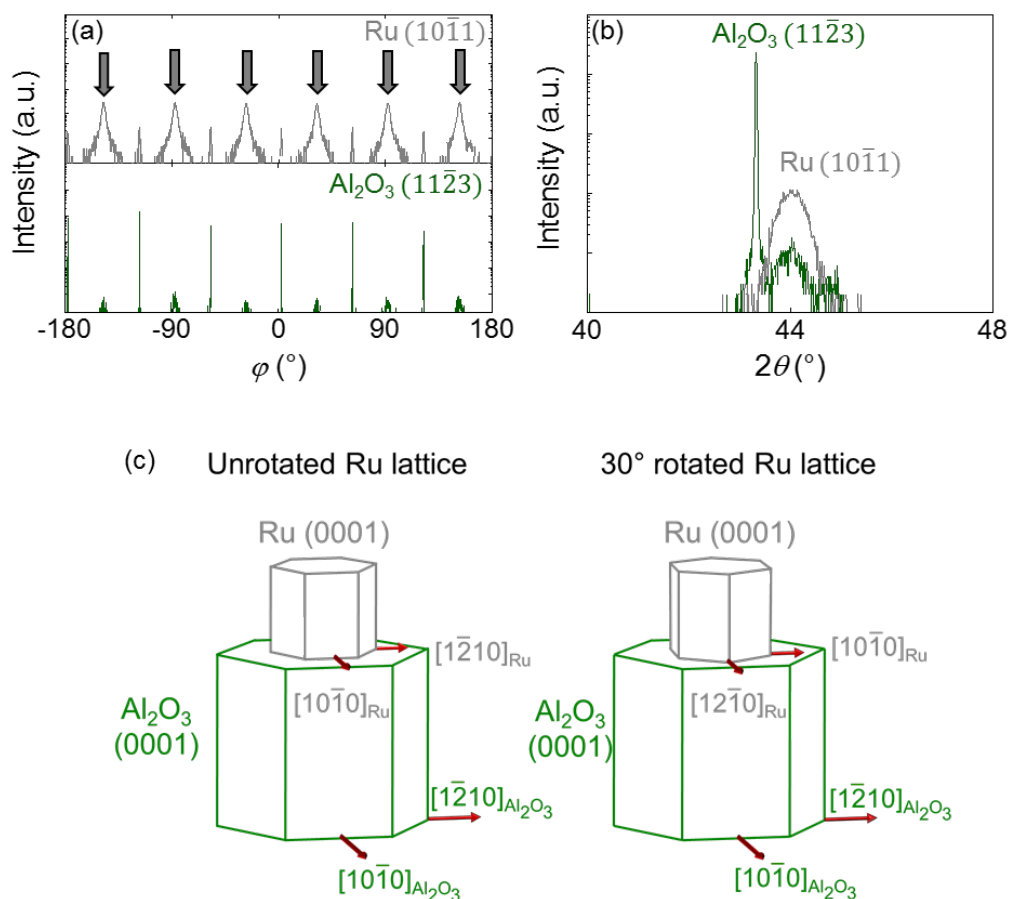 (a)
Ru (101̅1)
Intensity (a.u.)
Al₂O₃ (112̅3)
-180 -90 0 90 180
φ (°)
(b)
Al₂O₃ (112̅3)
Ru (101̅1)
Intensity (a.u.)
40 44 48
2θ (°)
(c)
Unrotated Ru lattice
Ru (0001)
[12̅10]Ru
[101̅0]Ru
Al₂O₃
(0001)
[12̅10]Al₂O₃
[101̅0]Al₂O₃
30° rotated Ru lattice
Ru (0001)
[101̅0]Ru
[12̅10]Ru
Al₂O₃
(0001)
[12̅10]Al₂O₃
[101̅0]Al₂O₃